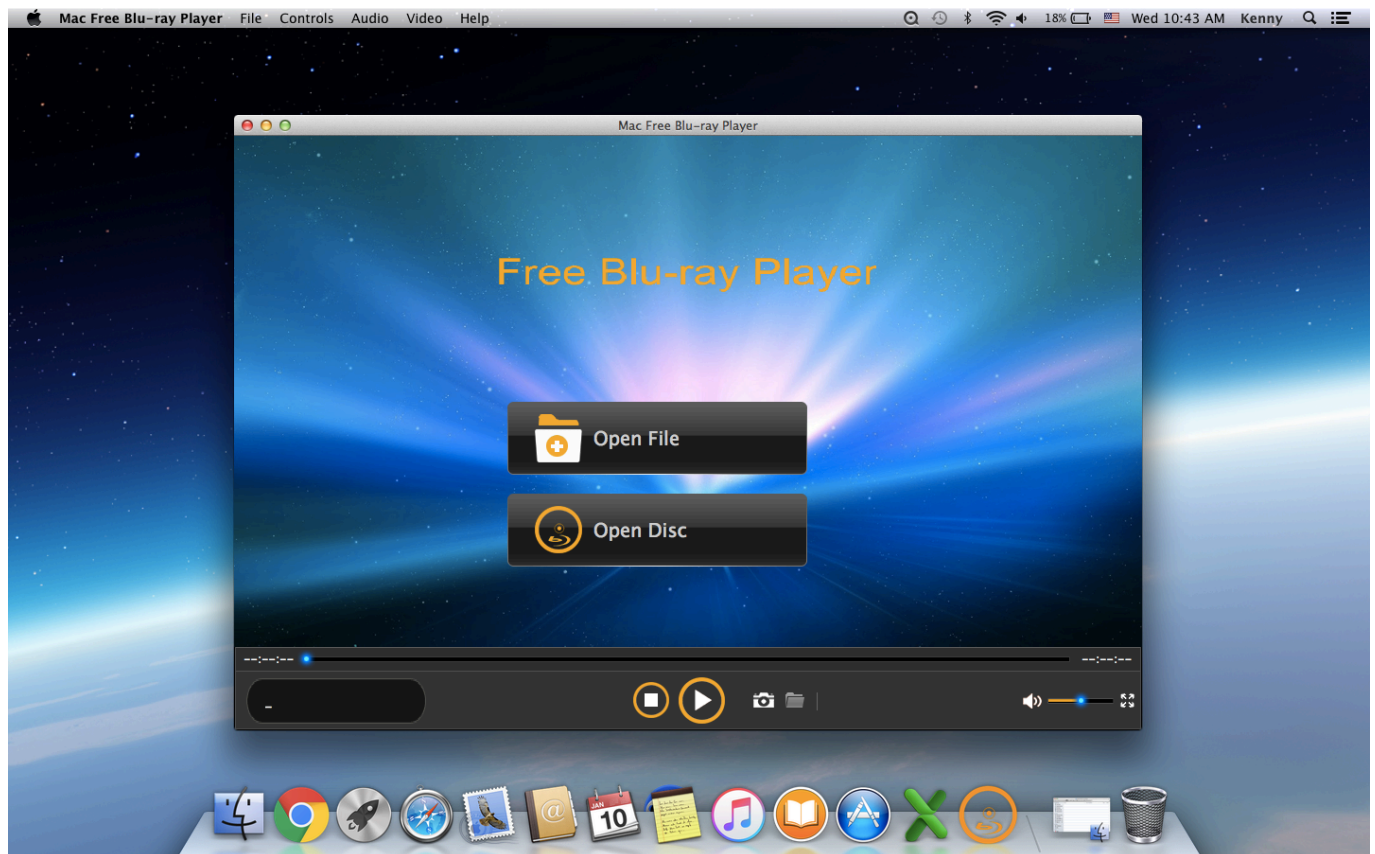 Mac Free Blu-ray Player File Controls Audio Video Help 18% Wed 10:43 AM Kenny
Mac Free Blu-ray Player
Free Blu-ray Player
Open File
Open Disc
--:--:-- --:--:--
–
JAN
10